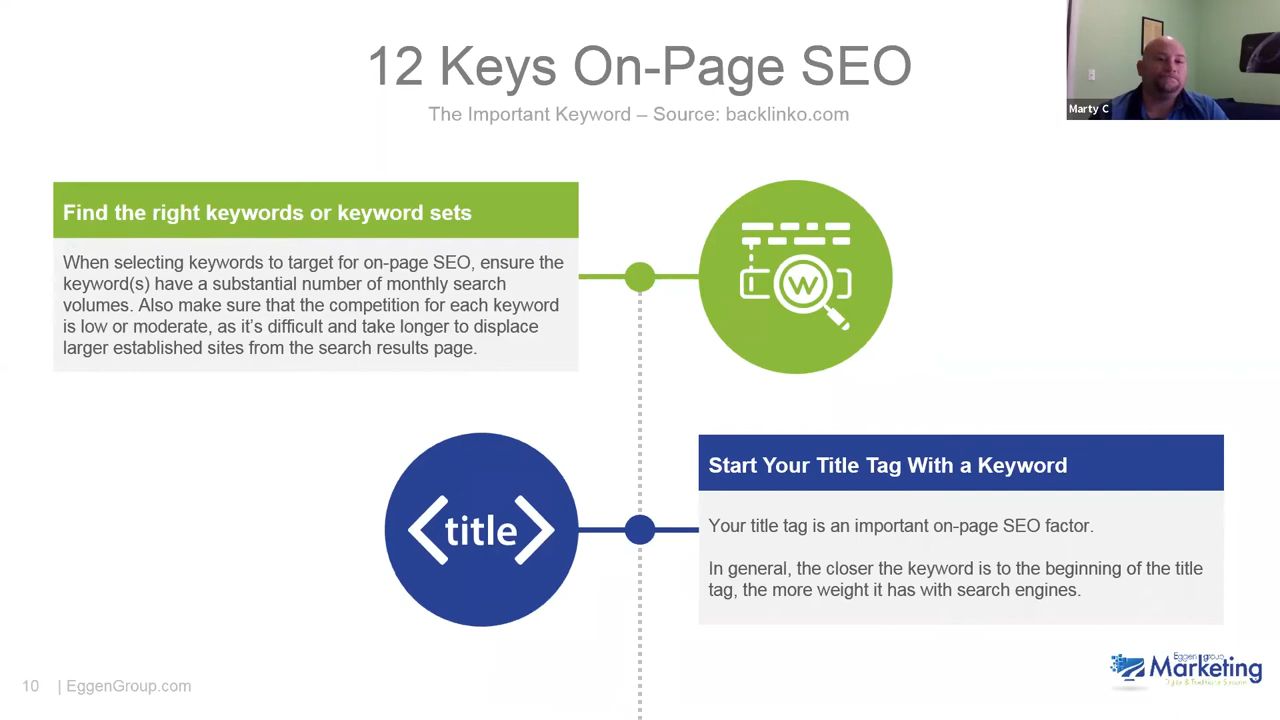 12 Keys On-Page SEO
The Important Keyword – Source: backlinko.com
Marty C
Find the right keywords or keyword sets
When selecting keywords to target for on-page SEO, ensure the
keyword(s) have a substantial number of monthly search
volumes. Also make sure that the competition for each keyword
is low or moderate, as it's difficult and take longer to displace
larger established sites from the search results page.
W
<title>
Start Your Title Tag With a Keyword
Your title tag is an important on-page SEO factor.
In general, the closer the keyword is to the beginning of the title
tag, the more weight it has with search engines.
10 | EggenGroup.com
Eggen group
Marketing